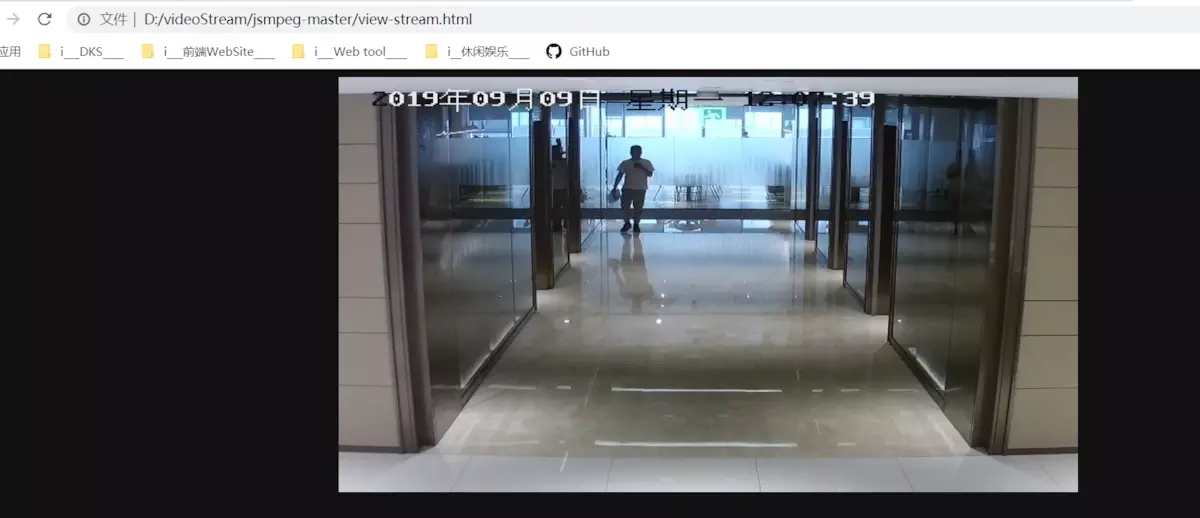 文件 | D:/videoStream/jsmpeg-master/view-stream.html
应用 i__DKS___ i__前端WebSite___ i__Web tool___ i_休闲娱乐___ GitHub
2019年09月09日 星期一 12:07:39